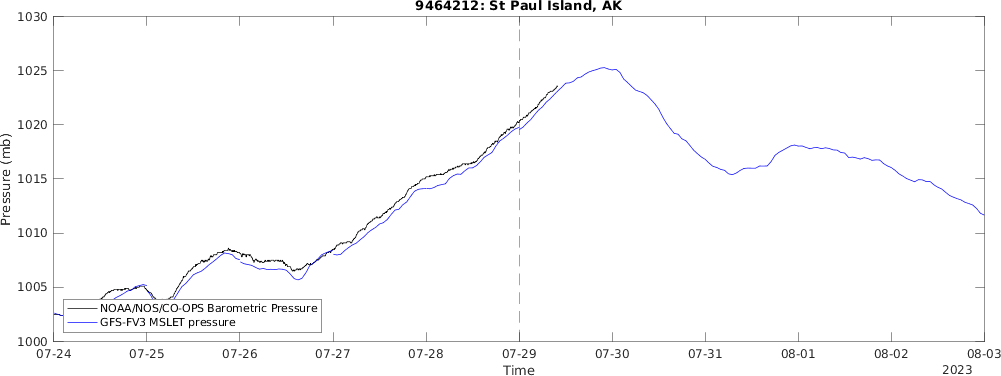 9464212: St Paul Island, AK
Pressure (mb)
1030
1025
1020
1015
1010
1005
1000
NOAA/NOS/CO-OPS Barometric Pressure
GFS-FV3 MSLET pressure
07-24 07-25 07-26 07-27 07-28 07-29 07-30 07-31 08-01 08-02 08-03
Time
2023